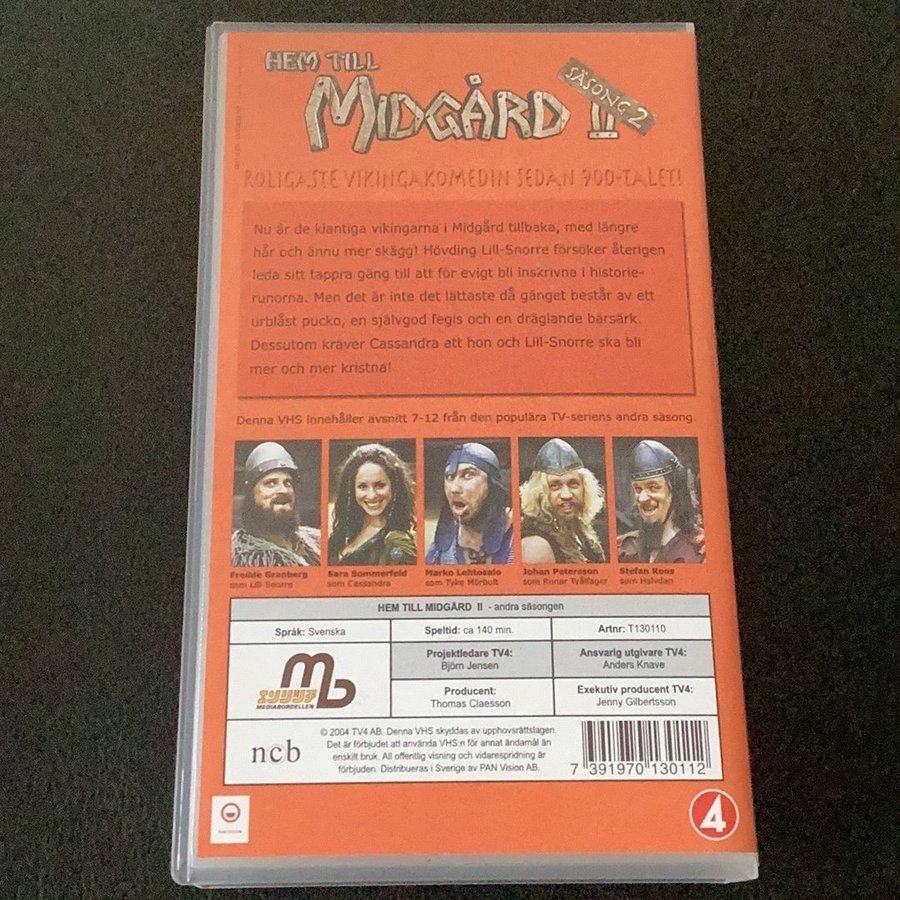 HEM TILL
MIDGÅRD II
SÄSONG 2
ROLIGASTE VIKINGAKOMEDIN SEDAN 900-TALET!
Nu är de klantiga vikingarna i Midgård tillbaka, med längre
hår och ännu mer skägg! Hövding Lill-Snorre försöker återigen
leda sitt tappra gäng till att för evigt bli inskrivna i historie-
runorna. Men det är inte det lättaste då gänget består av ett
urblåst pucko, en självgod fegis och en dräglande bärsärk.
Dessutom kräver Cassandra att hon och Lill-Snorre ska bli
mer och mer kristna!
Denna VHS innehåller avsnitt 7-12 från den populära TV-seriens andra säsong.
Fredde Granberg
som Lill-Snorre
Sara Sommerfeld
som Cassandra
Marko Lehtosalo
som Tyke Mörbult
Johan Petersson
som Runar Tvålfager
Stefan Roos
som Halvdan
HEM TILL MIDGÅRD II - andra säsongen
Språk: Svenska
Speltid: ca 140 min.
Artnr: T130110
mb
MEDIABORDELLEN
Projektledare TV4:
Björn Jensen
Ansvarig utgivare TV4:
Anders Knave
Producent:
Thomas Claesson
Exekutiv producent TV4:
Jenny Gilbertsson
ncb
© 2004 TV4 AB. Denna VHS skyddas av upphovsrättslagen.
Det är förbjudet att använda VHS:n för annat ändamål än
enskilt bruk. All offentlig visning och vidarespridning är
förbjuden. Distribueras i Sverige av PAN Vision AB.
7 391970 130112
4